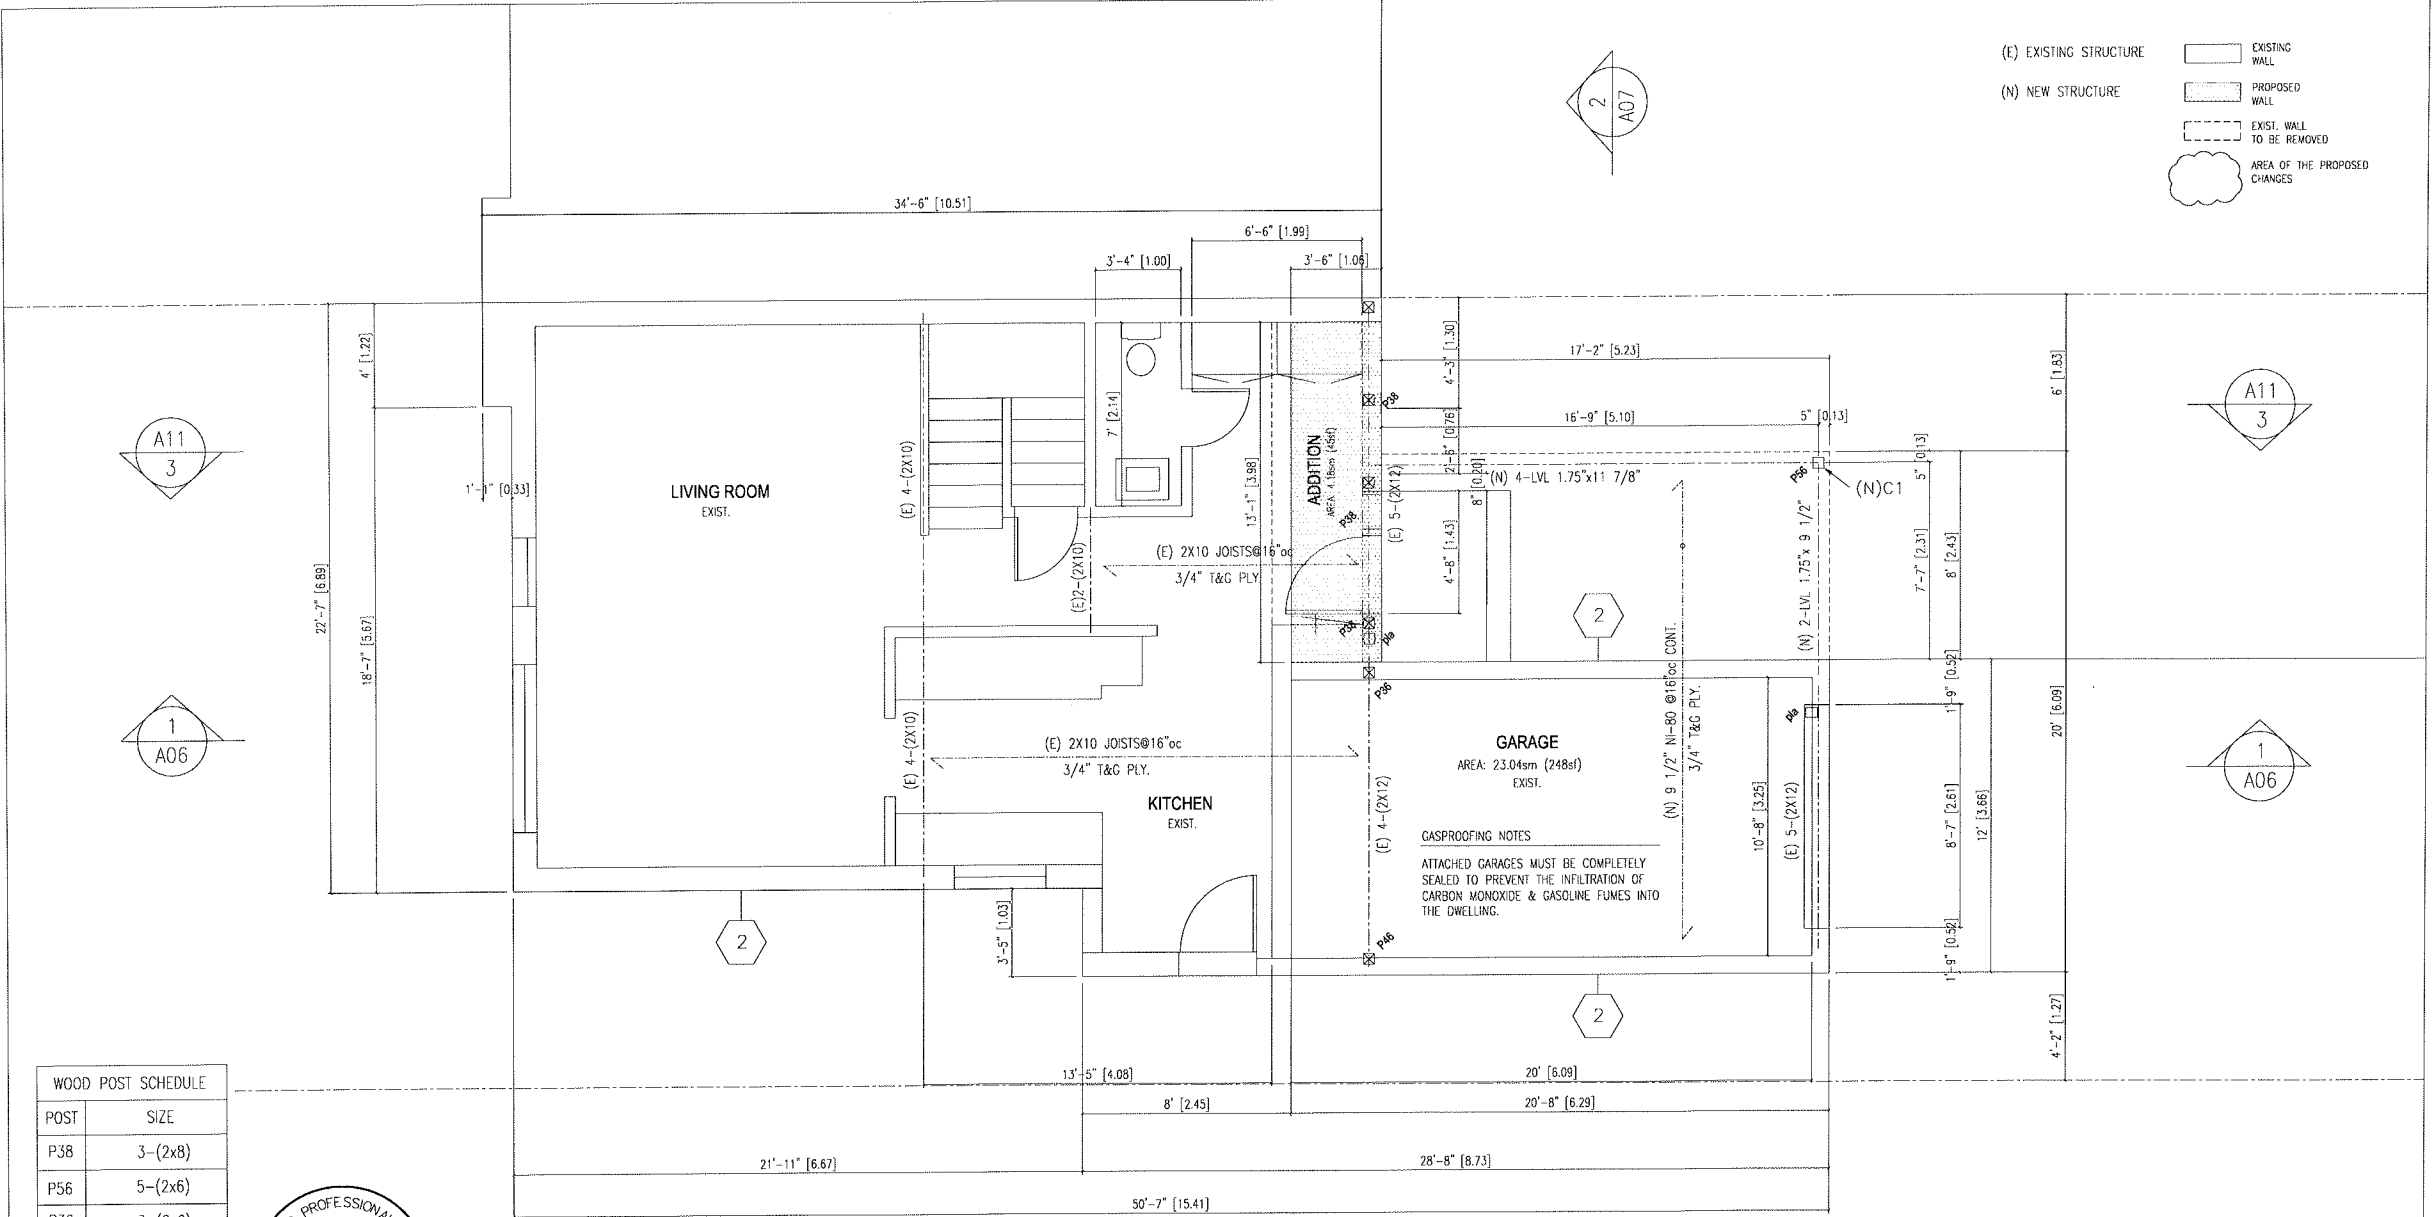 (E) EXISTING STRUCTURE
EXISTING
WALL
(N) NEW STRUCTURE
PROPOSED
WALL
EXIST. WALL
TO BE REMOVED
AREA OF THE PROPOSED
CHANGES
2
A07
34'-6" [10.51]
6'-6" [1.99]
3'-4" [1.00]
3'-6" [1.06]
4' [1.22]
22'-7" [6.89]
18'-7" [5.67]
1'-1" [0.33]
A11
3
1
A06
LIVING ROOM
EXIST.
(E) 4-(2X10)
7' [2.14]
13'-1" [3.98]
ADDITION
AREA: 4.18sm (45sf)
P38
P38
P38
pla
P36
P46
(E) 5-(2X12)
4'-3" [1.30]
2'-6" [0.76]
8" [0.20]
4'-8" [1.43]
17'-2" [5.23]
16'-9" [5.10]
5" [0.13]
(N) 4-LVL 1.75"x11 7/8"
P56
(N)C1
5" [0.13]
(N) 2-LVL 1.75"x 9 1/2"
7'-7" [2.31]
8' [2.43]
6' [1.83]
A11
3
(E) 2X10 JOISTS@16"oc
3/4" T&G PLY.
(E)2-(2X10)
2
(N) 9 1/2" NI-80 @16"oc CONT.
3/4" T&G PLY.
1'-9" [0.52]
20' [6.09]
1
A06
(E) 4-(2X10)
(E) 2X10 JOISTS@16"oc
3/4" T&G PLY.
KITCHEN
EXIST.
(E) 4-(2X12)
GARAGE
AREA: 23.04sm (248sf)
EXIST.
GASPROOFING NOTES
ATTACHED GARAGES MUST BE COMPLETELY
SEALED TO PREVENT THE INFILTRATION OF
CARBON MONOXIDE & GASOLINE FUMES INTO
THE DWELLING.
10'-8" [3.25]
pla
(E) 5-(2X12)
8'-7" [2.61]
12' [3.66]
1'-9" [0.52]
4'-2" [1.27]
2
3'-5" [1.03]
2
13'-5" [4.08]
20' [6.09]
8' [2.45]
20'-8" [6.29]
21'-11" [6.67]
28'-8" [8.73]
50'-7" [15.41]
WOOD POST SCHEDULE
POST SIZE
P38 3-(2x8)
P56 5-(2x6)
PROFESSIONAL